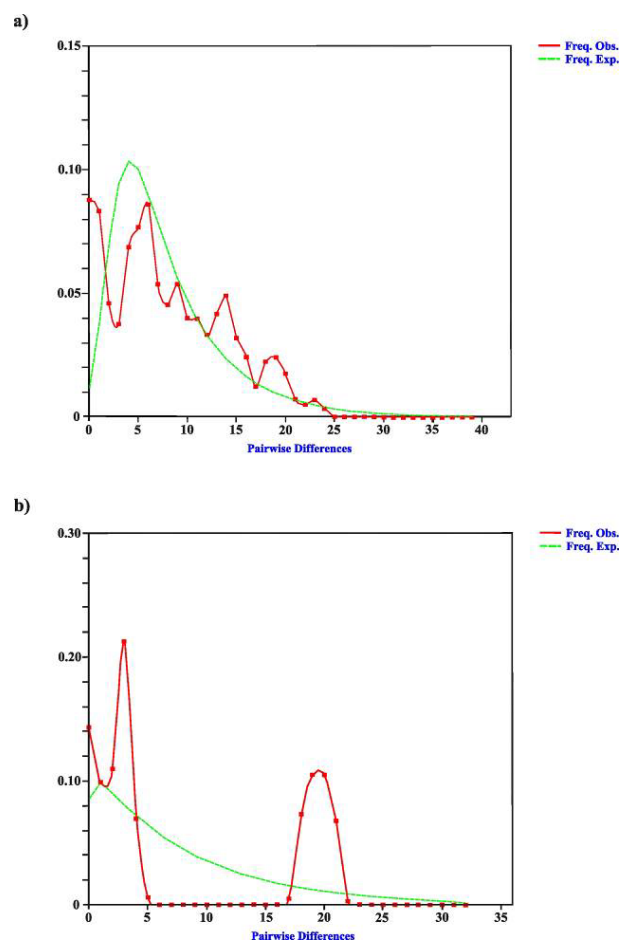 a)
0.15
Freq. Obs.
Freq. Exp.
0.10
0.05
0
0 5 10 15 20 25 30 35 40
Pairwise Differences
b)
0.30
Freq. Obs.
Freq. Exp.
0.20
0.10
0
0 5 10 15 20 25 30 35
Pairwise Differences